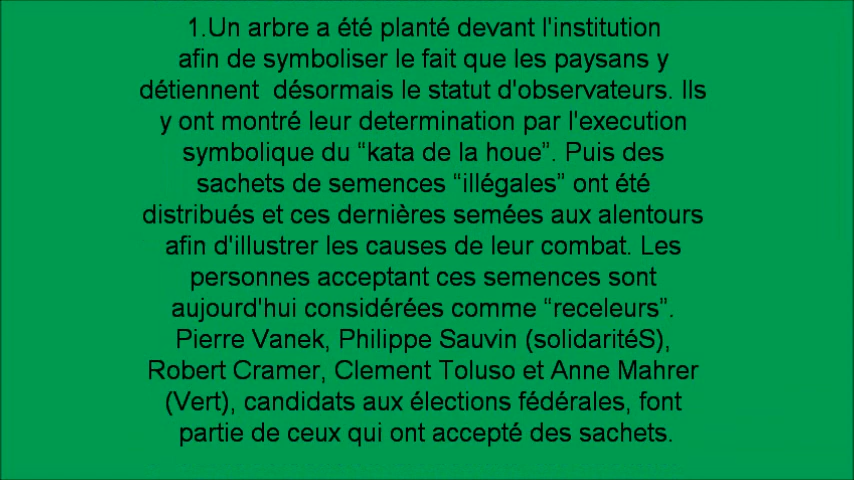 1.Un arbre a été planté devant l'institution
afin de symboliser le fait que les paysans y
détiennent  désormais le statut d'observateurs. Ils
y ont montré leur determination par l'execution
symbolique du “kata de la houe”. Puis des
sachets de semences “illégales” ont été
distribués et ces dernières semées aux alentours
afin d'illustrer les causes de leur combat. Les
personnes acceptant ces semences sont
aujourd'hui considérées comme “receleurs”.
Pierre Vanek, Philippe Sauvin (solidaritéS),
Robert Cramer, Clement Toluso et Anne Mahrer
(Vert), candidats aux élections fédérales, font
partie de ceux qui ont accepté des sachets.